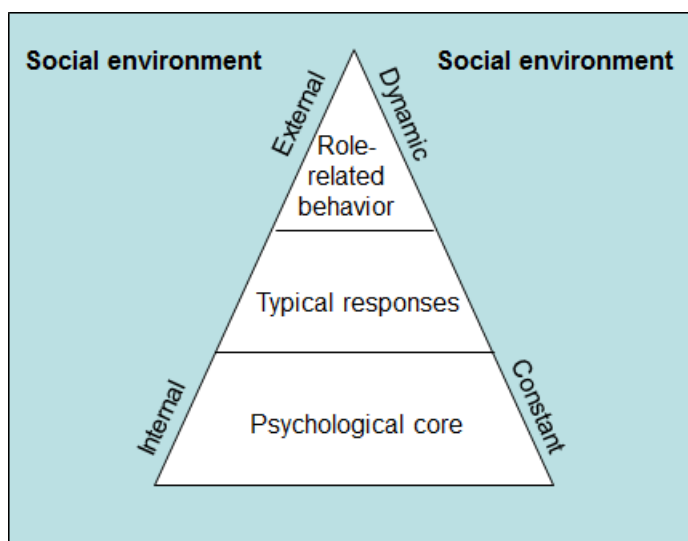 Social environment
Social environment
External
Dynamic
Role-
related
behavior
Typical responses
Internal
Constant
Psychological core